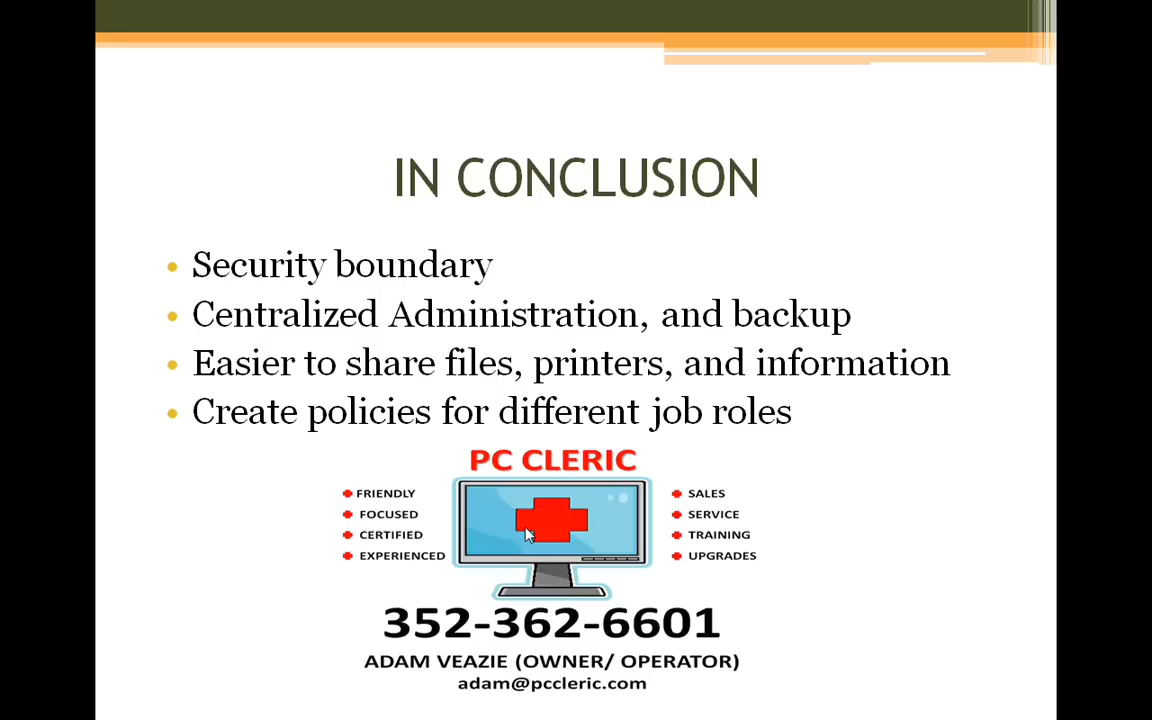 IN CONCLUSION
• Security boundary
• Centralized Administration, and backup
• Easier to share files, printers, and information
• Create policies for different job roles
PC CLERIC
FRIENDLY
FOCUSED
CERTIFIED
EXPERIENCED
SALES
SERVICE
TRAINING
UPGRADES
352-362-6601
ADAM VEAZIE (OWNER/ OPERATOR)
adam@pccleric.com